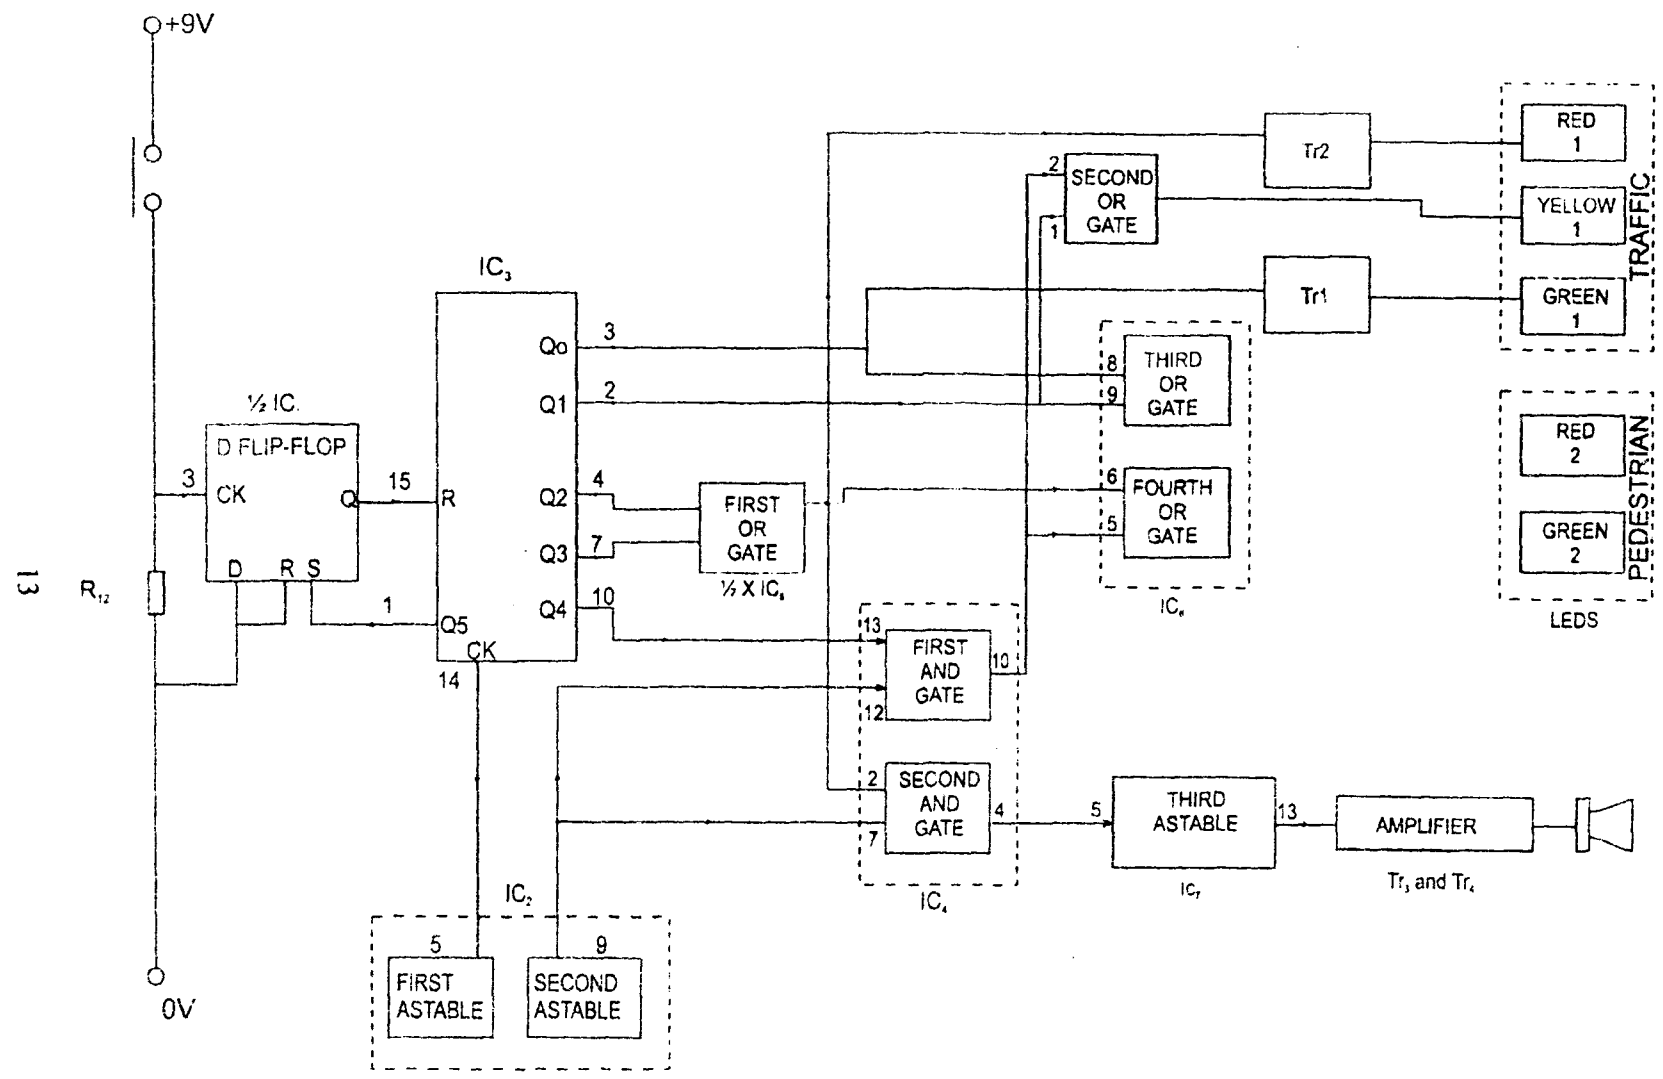 +9V
Tr2
RED
1
2
SECOND
OR
GATE
1
YELLOW
1
TRAFFIC
IC₃
Tr1
GREEN
1
Qo
3
8
THIRD
OR
GATE
9
Q1
2
½ IC.
D FLIP-FLOP
3
CK
Q
15
R
Q2
4
FIRST
OR
GATE
6
FOURTH
OR
GATE
5
RED
2
GREEN
2
PEDESTRIAN
Q3
7
D
R
S
13
R₁₂
1
Q5
Q4
10
IC₆
LEDS
CK
14
13
FIRST
AND
GATE
10
12
2
SECOND
AND
GATE
4
7
5
THIRD
ASTABLE
13
AMPLIFIER
IC₂
IC₄
IC₇
Tr₃ and Tr₄
5
9
FIRST
ASTABLE
SECOND
ASTABLE
0V